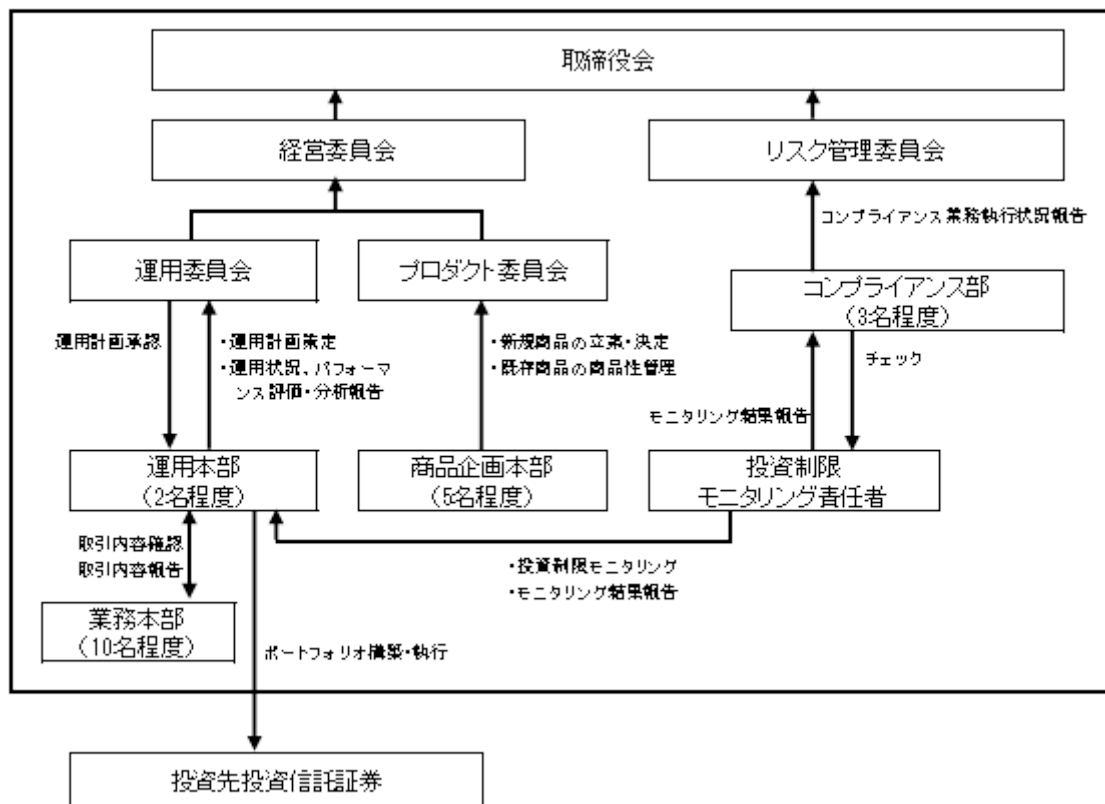 取締役会
経営委員会
リスク管理委員会
コンプライアンス業務執行状況報告
運用委員会
プロダクト委員会
コンプライアンス部
(3名程度)
運用計画承認
・運用計画策定
・運用状況、パフォーマ
ンス評価・分析報告
・新規商品の立案・決定
・既存商品の商品性管理
チェック
モニタリング結果報告
運用本部
(2名程度)
商品企画本部
(5名程度)
投資制限
モニタリング責任者
取引内容確認
取引内容報告
・投資制限モニタリング
・モニタリング結果報告
業務本部
(10名程度)
ポートフォリオ構築・執行
投資先投資信託証券